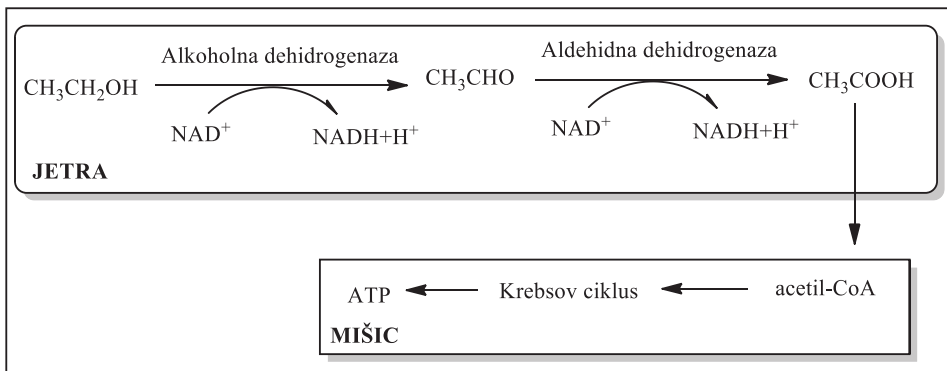 Alkoholna dehidrogenaza
Aldehidna dehidrogenaza
CH₃CH₂OH
CH₃CHO
CH₃COOH
NAD⁺
NADH+H⁺
NAD⁺
NADH+H⁺
JETRA
ATP
Krebsov ciklus
acetil-CoA
MIŠIC